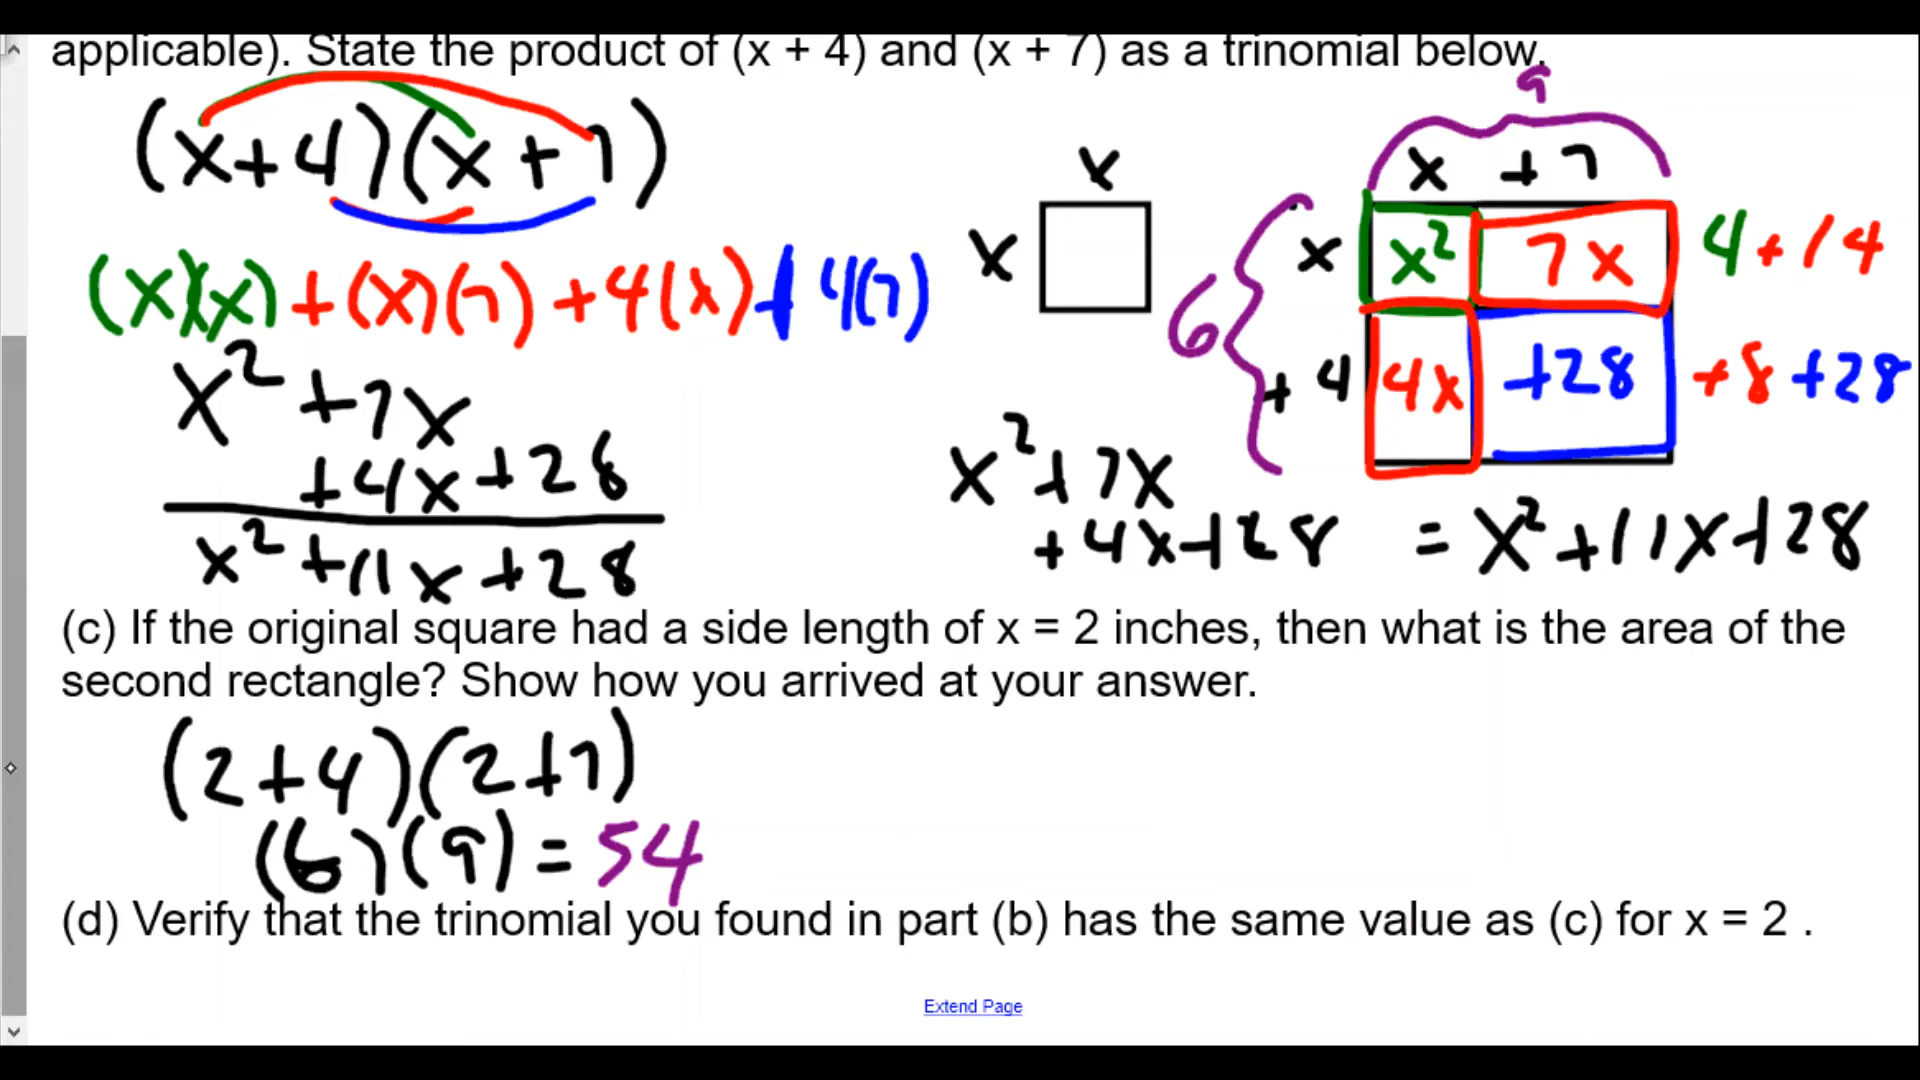 applicable). State the product of (x + 4) and (x + 7) as a trinomial below.
(x+4)(x+7)
(x)(x)+(x)(7)+4(x)+4(7)
x²+7x
+4x+28
x²+11x+28
x
x
9
x +7
6
x
+4
x² 7x
4x +28
4+14
+8+28
x²+7x
+4x+28 = x²+11x+28
(c) If the original square had a side length of x = 2 inches, then what is the area of the
second rectangle? Show how you arrived at your answer.
(2+4)(2+7)
(6)(9)=54
(d) Verify that the trinomial you found in part (b) has the same value as (c) for x = 2 .
Extend Page